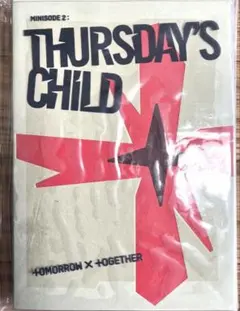 MINISODE 2:
THURSDAY'S
CHILD
TOMORROW X TOGETHER